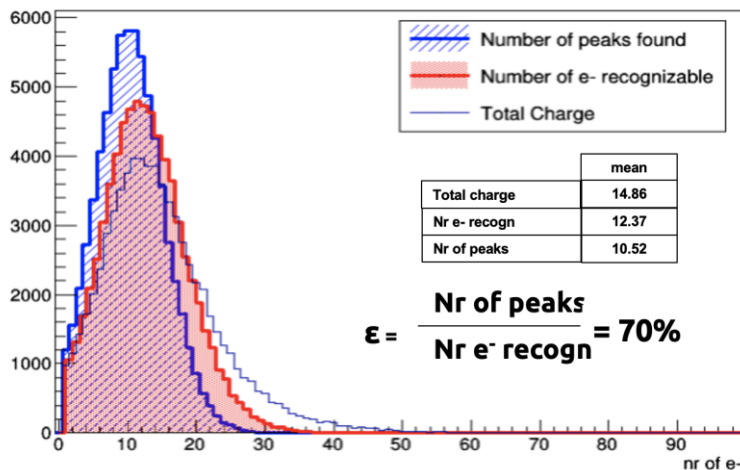 6000
5000
4000
3000
2000
1000
0
0 10 20 30 40 50 60 70 80 90
nr of e-
Number of peaks found
Number of e- recognizable
Total Charge
mean
Total charge 14.86
Nr e- recogn 12.37
Nr of peaks 10.52
ε = Nr of peaks
Nr e⁻ recogn = 70%